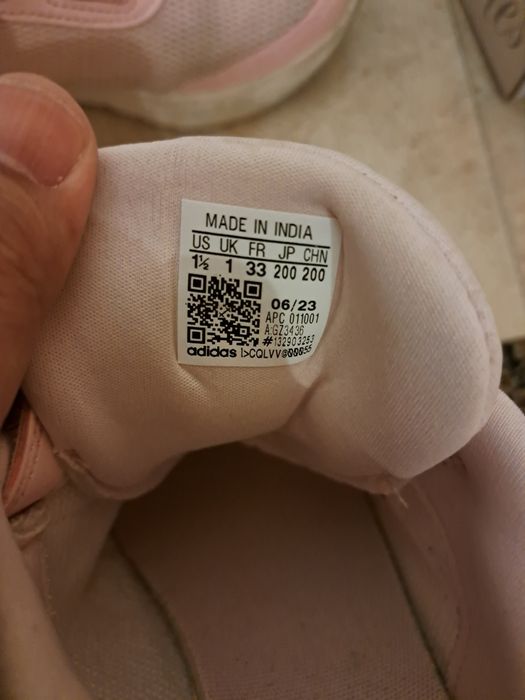 MADE IN INDIA
US UK FR JP CHN
1½ 1 33 200 200
06/23
APC 011001
A:GZ3436
#132903253
adidas